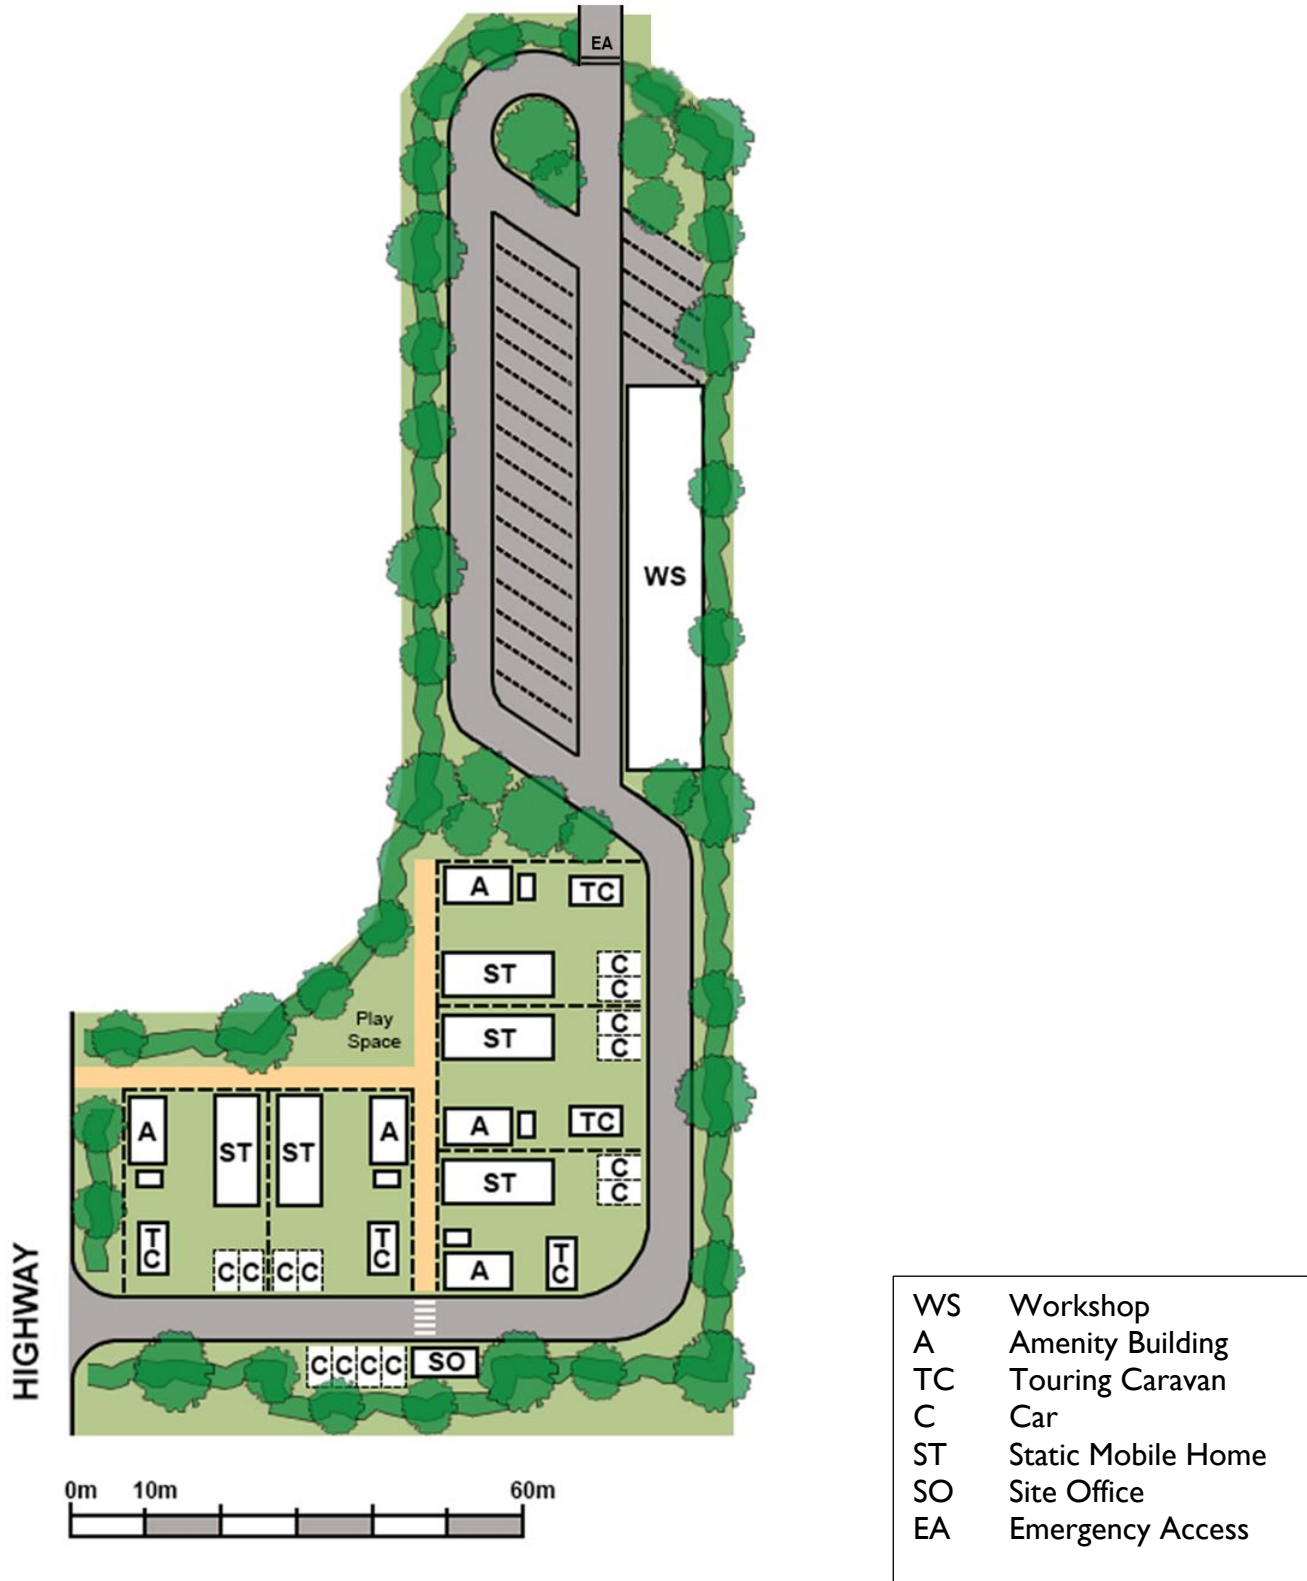 EA
WS
A
TC
ST
C
C
Play
Space
ST
C
C
A
ST
ST
A
A
TC
ST
C
C
T
C
T
C
C C C C
A
T
C
HIGHWAY
C C C C
SO
0m 10m 60m
WS Workshop
A Amenity Building
TC Touring Caravan
C Car
ST Static Mobile Home
SO Site Office
EA Emergency Access